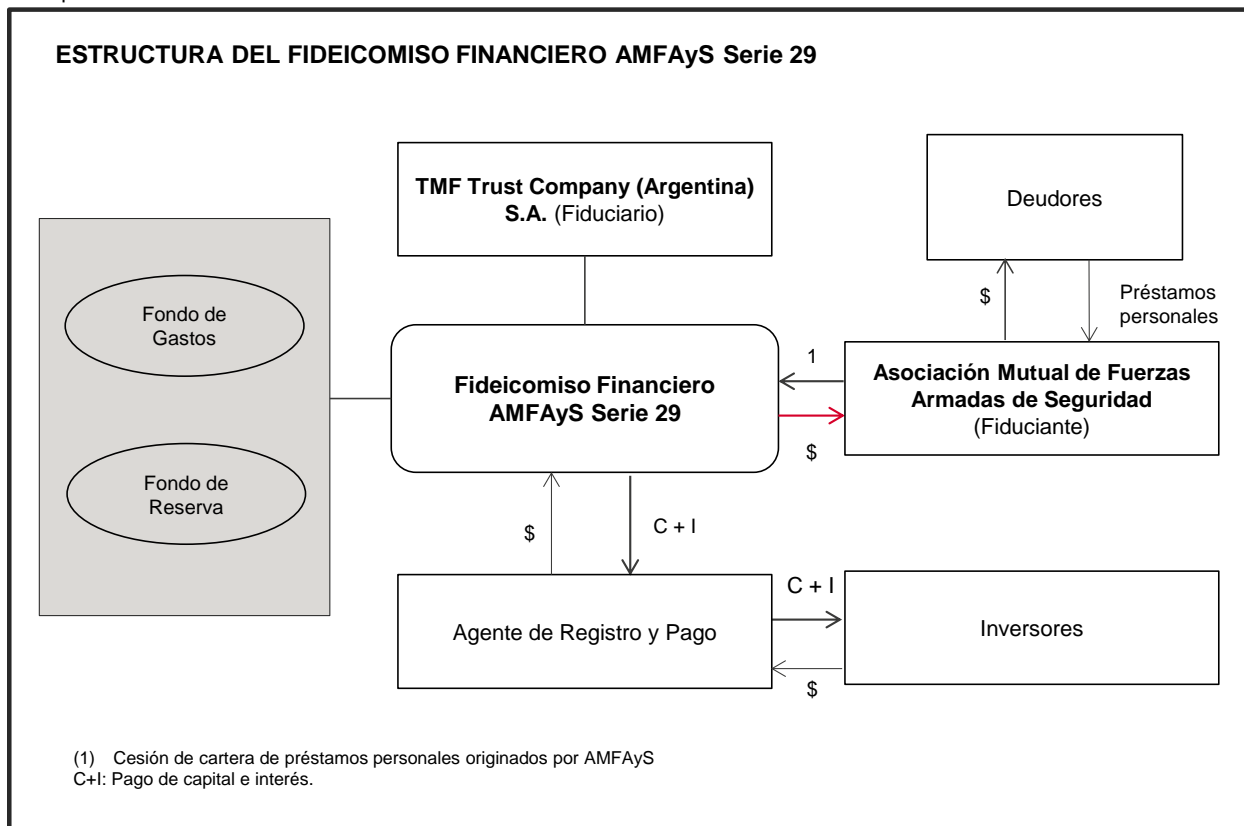 ESTRUCTURA DEL FIDEICOMISO FINANCIERO AMFAyS Serie 29
TMF Trust Company (Argentina)
S.A. (Fiduciario)
Deudores
Fondo de
Gastos
$
Préstamos
personales
Fideicomiso Financiero
AMFAyS Serie 29
1
$
Asociación Mutual de Fuerzas
Armadas de Seguridad
(Fiduciante)
Fondo de
Reserva
$
C + I
Agente de Registro y Pago
C + I
$
Inversores
(1) Cesión de cartera de préstamos personales originados por AMFAyS
C+I: Pago de capital e interés.